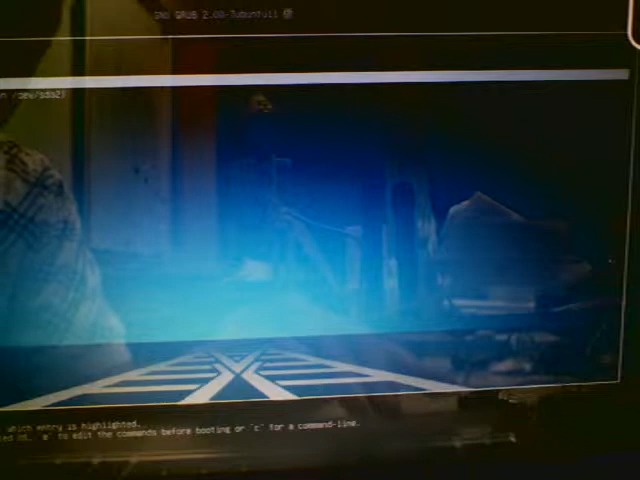 GNU GRUB 2.00-7ubuntu11
n /dev/sda2)
which entry is highlighted.
'e' to edit the commands before booting or 'c' for a command-line.